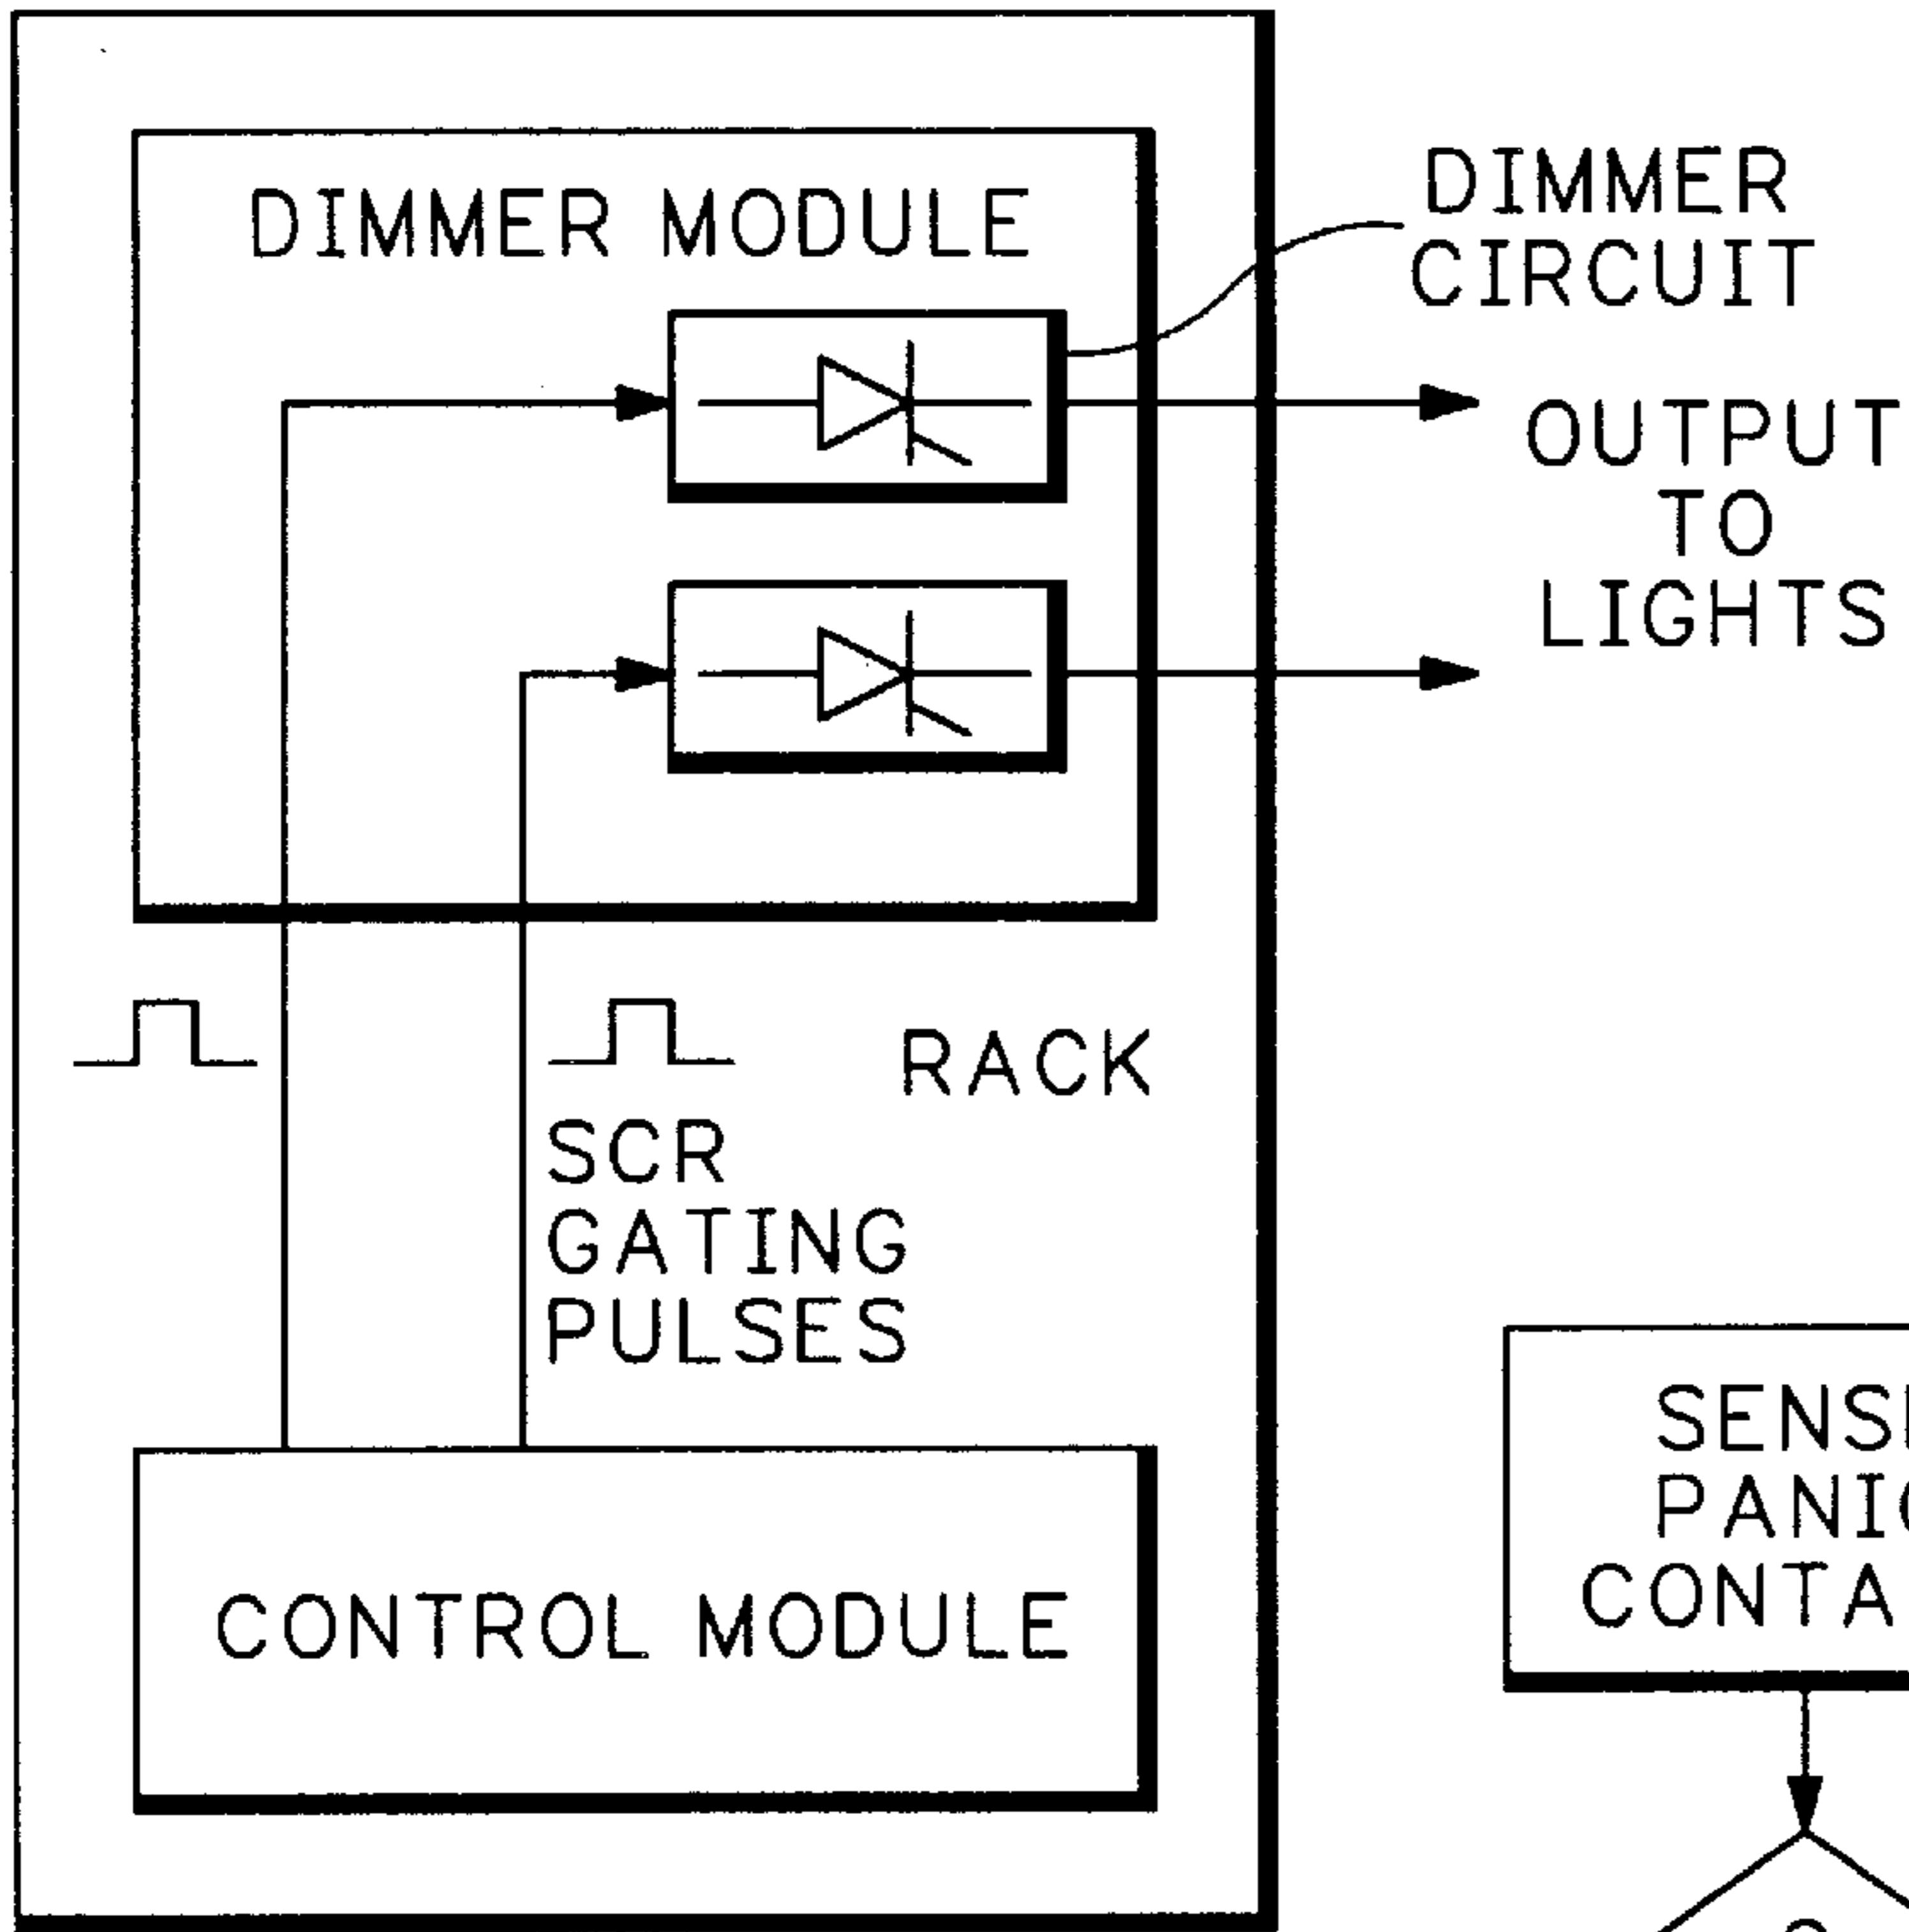 DIMMER MODULE
DIMMER
CIRCUIT
OUTPUT
TO
LIGHTS
RACK
SCR
GATING
PULSES
CONTROL MODULE